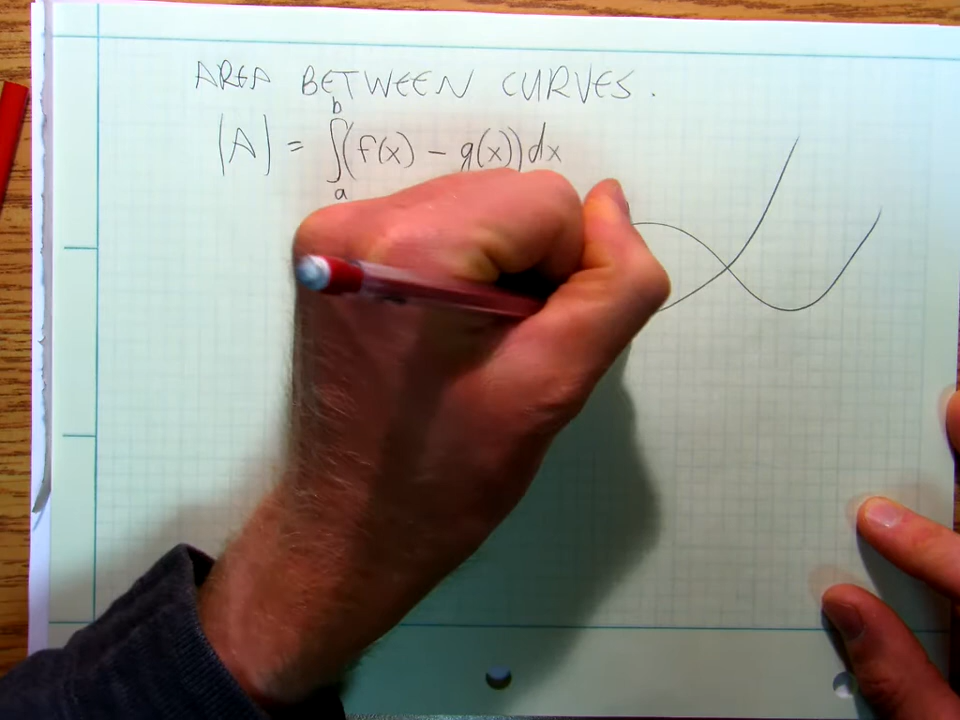 AREA BETWEEN CURVES.
|A| = ∫_a^b (f(x) - g(x)) dx